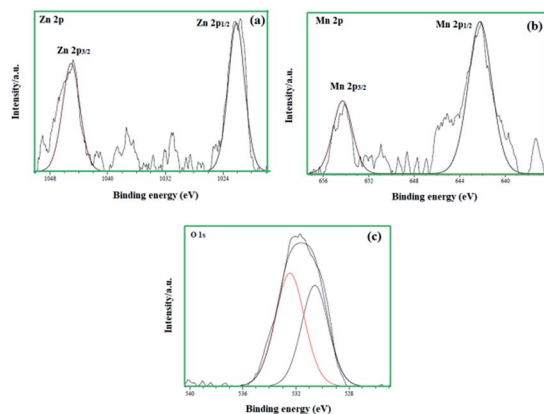 Zn 2p
Zn 2p1/2
(a)
Zn 2p3/2
Intensity/a.u.
1048 1040 1032 1024
Binding energy (eV)
Mn 2p
Mn 2p1/2
(b)
Mn 2p3/2
Intensity/a.u.
656 652 648 644 640
Binding energy (eV)
O 1s
(c)
Intensity/a.u.
540 536 532 528
Binding energy (eV)